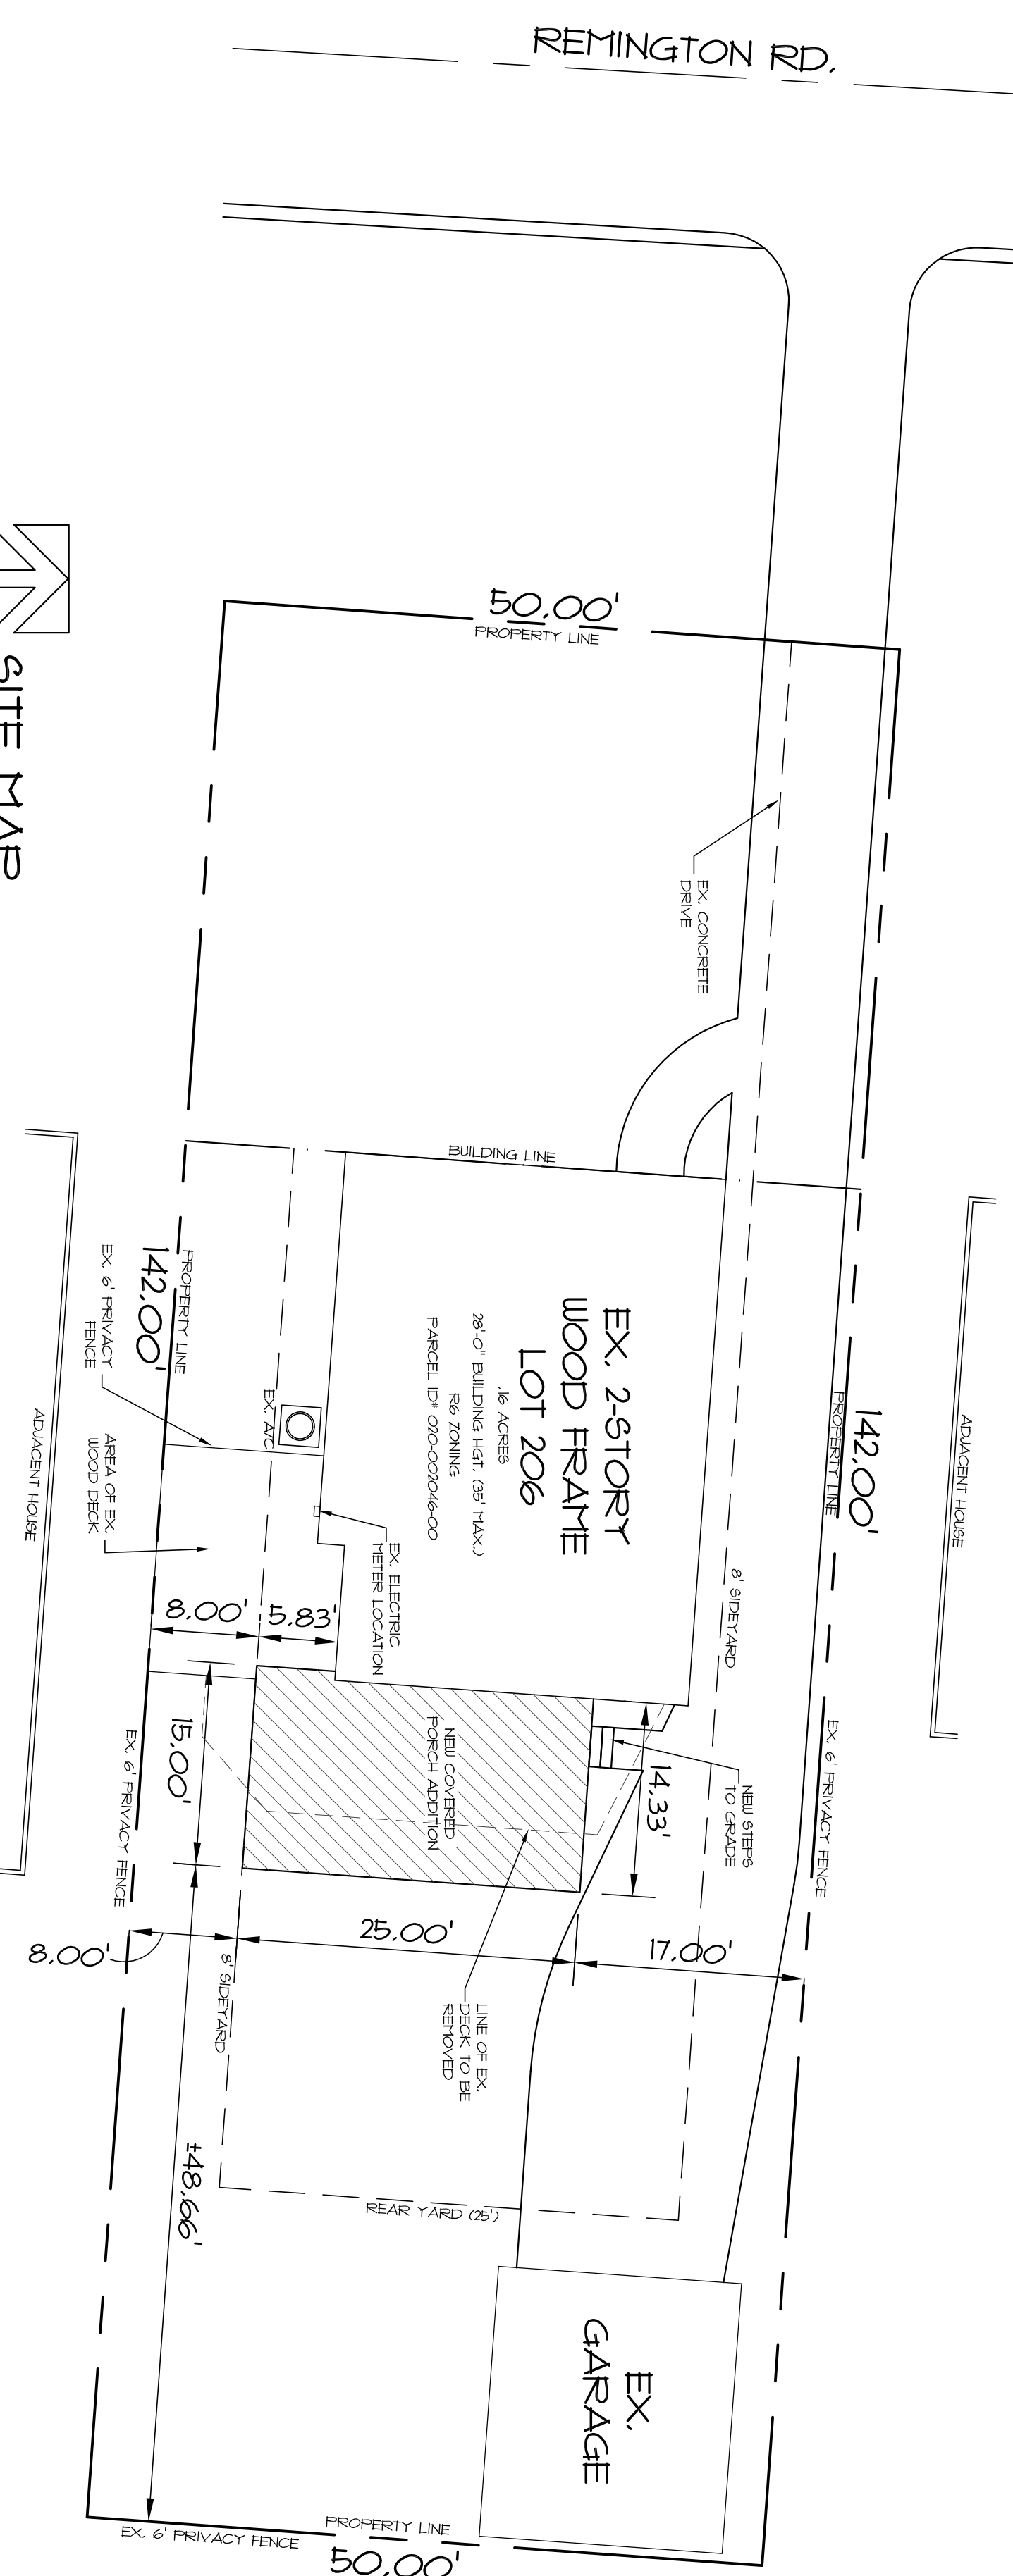 REMINGTON RD.
50.00'
PROPERTY LINE
SITE MAP
EX. CONCRETE
DRIVE
BUILDING LINE
ADJACENT HOUSE
142.00'
PROPERTY LINE
EX. 2-STORY
WOOD FRAME
LOT 206
.16 ACRES
28'-0" BUILDING HGT. (35' MAX.)
R6 ZONING
PARCEL ID# 020-002046-00
PROPERTY LINE
142.00'
EX. 6' PRIVACY
FENCE
EX. A/C
AREA OF EX.
WOOD DECK
ADJACENT HOUSE
EX. ELECTRIC
METER LOCATION
8' SIDEYARD
8.00'
5.83'
EX. 6' PRIVACY FENCE
NEW STEPS
TO GRADE
14.33'
NEW COVERED
PORCH ADDITION
15.00'
EX. 6' PRIVACY FENCE
8.00'
25.00'
17.00'
8' SIDEYARD
LINE OF EX.
DECK TO BE
REMOVED
±48.66'
REAR YARD (25')
EX.
GARAGE
PROPERTY LINE
EX. 6' PRIVACY FENCE
50.00'